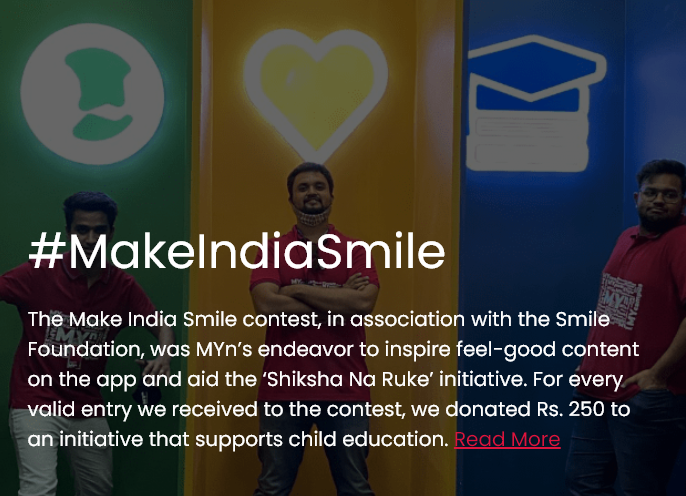 #MakeIndiaSmile
The Make India Smile contest, in association with the Smile
Foundation, was MYn’s endeavor to inspire feel-good content
on the app and aid the ‘Shiksha Na Ruke’ initiative. For every
valid entry we received to the contest, we donated Rs. 250 to
an initiative that supports child education. Read More